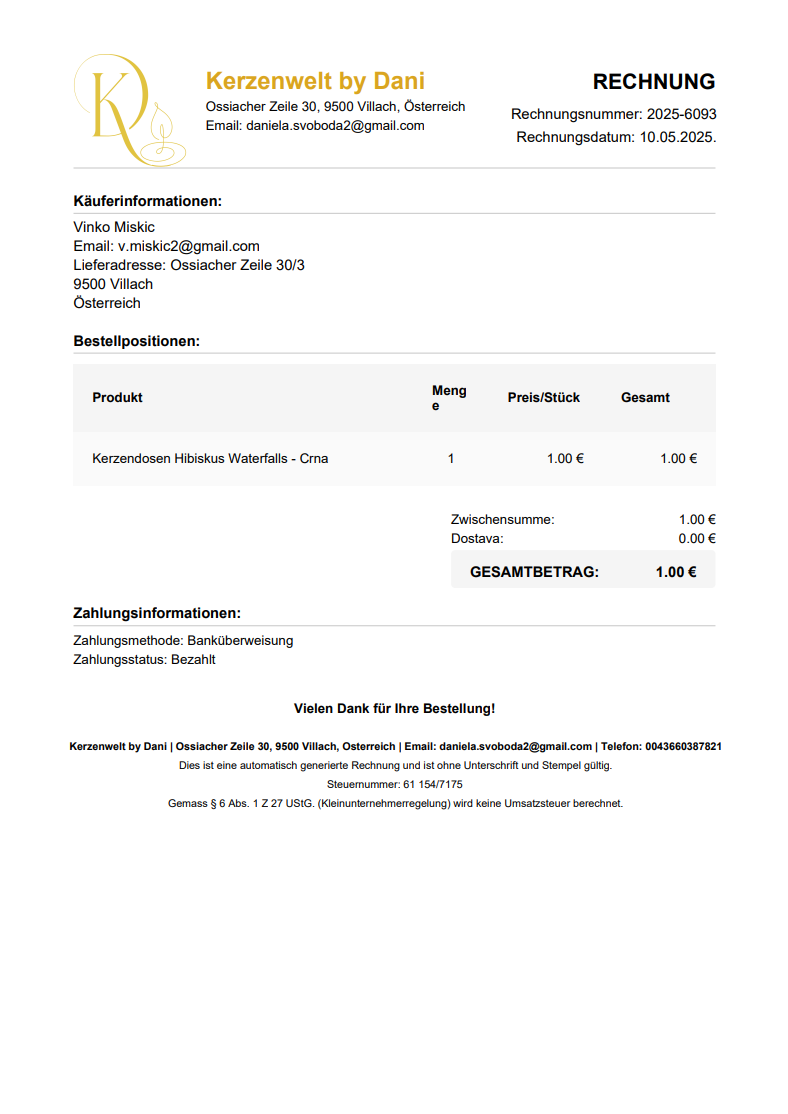 Kerzenwelt by Dani
Ossiacher Zeile 30, 9500 Villach, Österreich
Email: daniela.svoboda2@gmail.com
RECHNUNG
Rechnungsnummer: 2025-6093
Rechnungsdatum: 10.05.2025.
Käuferinformationen:
Vinko Miskic
Email: v.miskic2@gmail.com
Lieferadresse: Ossiacher Zeile 30/3
9500 Villach
Österreich
Bestellpositionen:
Produkt Meng
e Preis/Stück Gesamt
Kerzendosen Hibiskus Waterfalls - Crna 1 1.00 € 1.00 €
Zwischensumme: 1.00 €
Dostava: 0.00 €
GESAMTBETRAG: 1.00 €
Zahlungsinformationen:
Zahlungsmethode: Banküberweisung
Zahlungsstatus: Bezahlt
Vielen Dank für Ihre Bestellung!
Kerzenwelt by Dani | Ossiacher Zeile 30, 9500 Villach, Osterreich | Email: daniela.svoboda2@gmail.com | Telefon: 0043660387821
Dies ist eine automatisch generierte Rechnung und ist ohne Unterschrift und Stempel gültig.
Steuernummer: 61 154/7175
Gemass § 6 Abs. 1 Z 27 UStG. (Kleinunternehmerregelung) wird keine Umsatzsteuer berechnet.